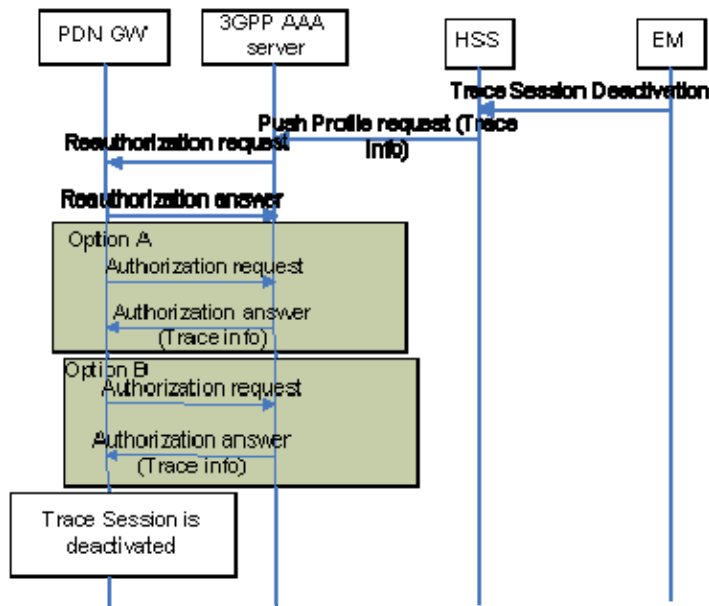 PDN GW
3GPP AAA
server
HSS
EM
Trace Session Deactivation
Push Profile request (Trace
Info)
Reauthorization request
Reauthorization answer
Option A
Authorization request
Authorization answer
(Trace info)
Option B
Authorization request
Authorization answer
(Trace info)
Trace Session is
deactivated